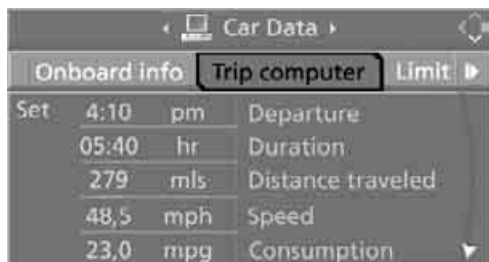 Car Data
Onboard info Trip computer Limit
Set 4:10 pm Departure
05:40 hr Duration
279 mls Distance traveled
48,5 mph Speed
23,0 mpg Consumption